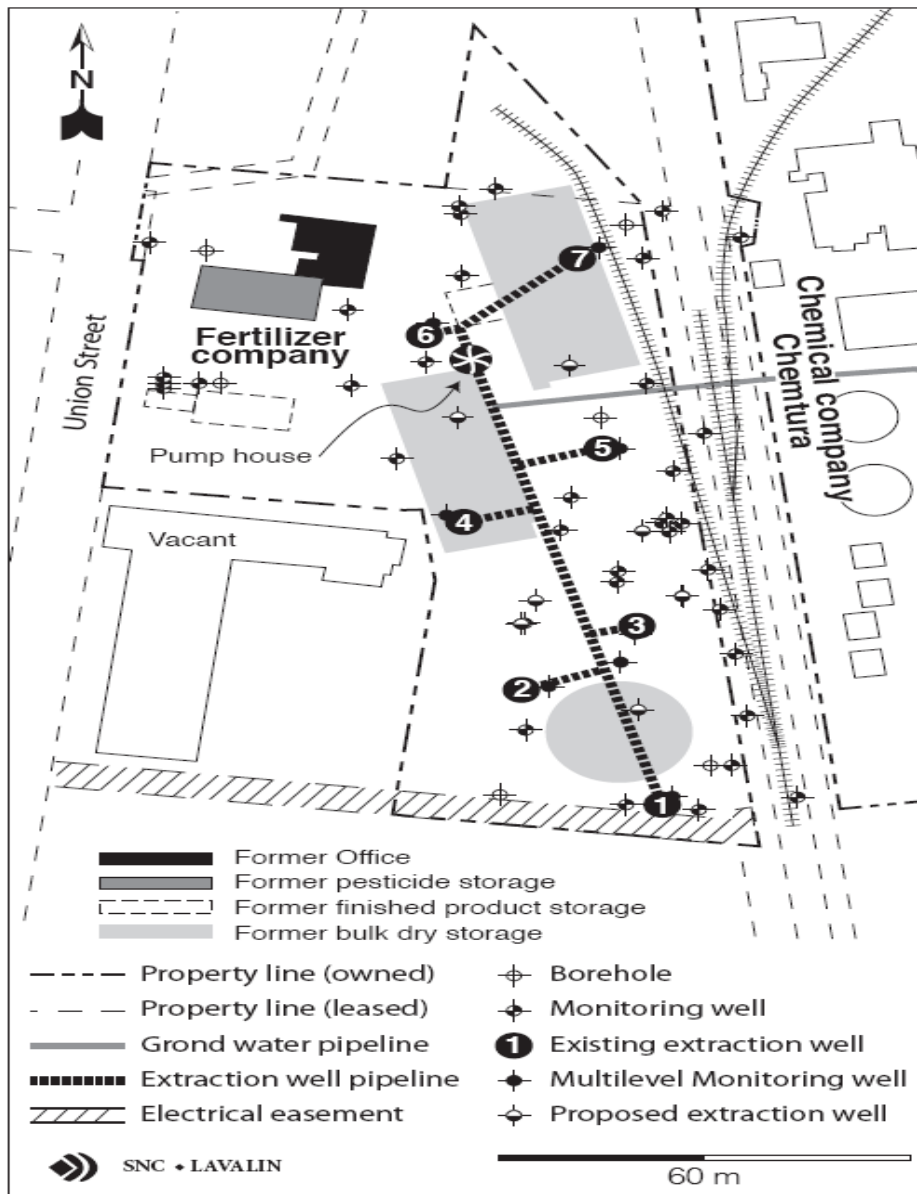 N
Union Street
Fertilizer
company
Pump house
Vacant
Chemical company
Chemtura
7
6
5
4
3
2
1
Former Office
Former pesticide storage
Former finished product storage
Former bulk dry storage
Property line (owned)
Property line (leased)
Grond water pipeline
Extraction well pipeline
Electrical easement
Borehole
Monitoring well
1 Existing extraction well
Multilevel Monitoring well
Proposed extraction well
SNC ♦ LAVALIN
60 m